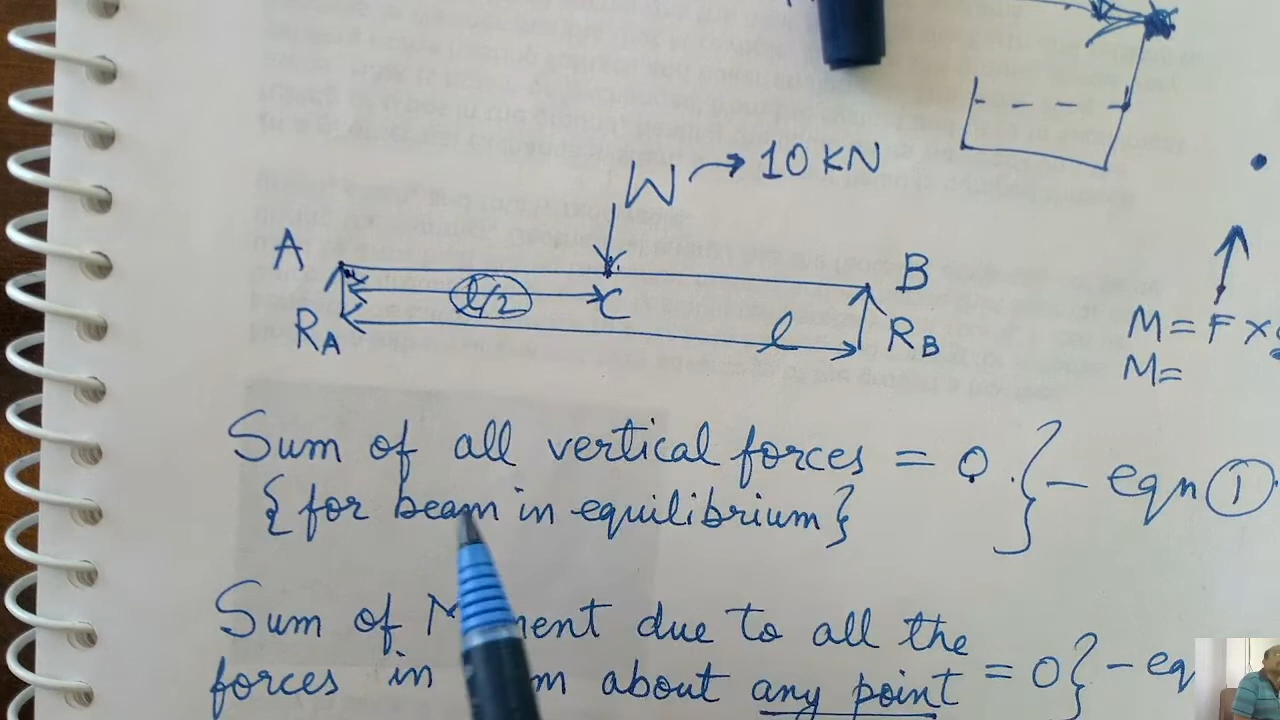 W → 10 KN
A
B
l/2
C
RA
l
RB
M = F x
M =
Sum of all vertical forces = 0 } - eqn 1
{ for beam in equilibrium }
Sum of due to all the
forces in about any point = 0 } - eq